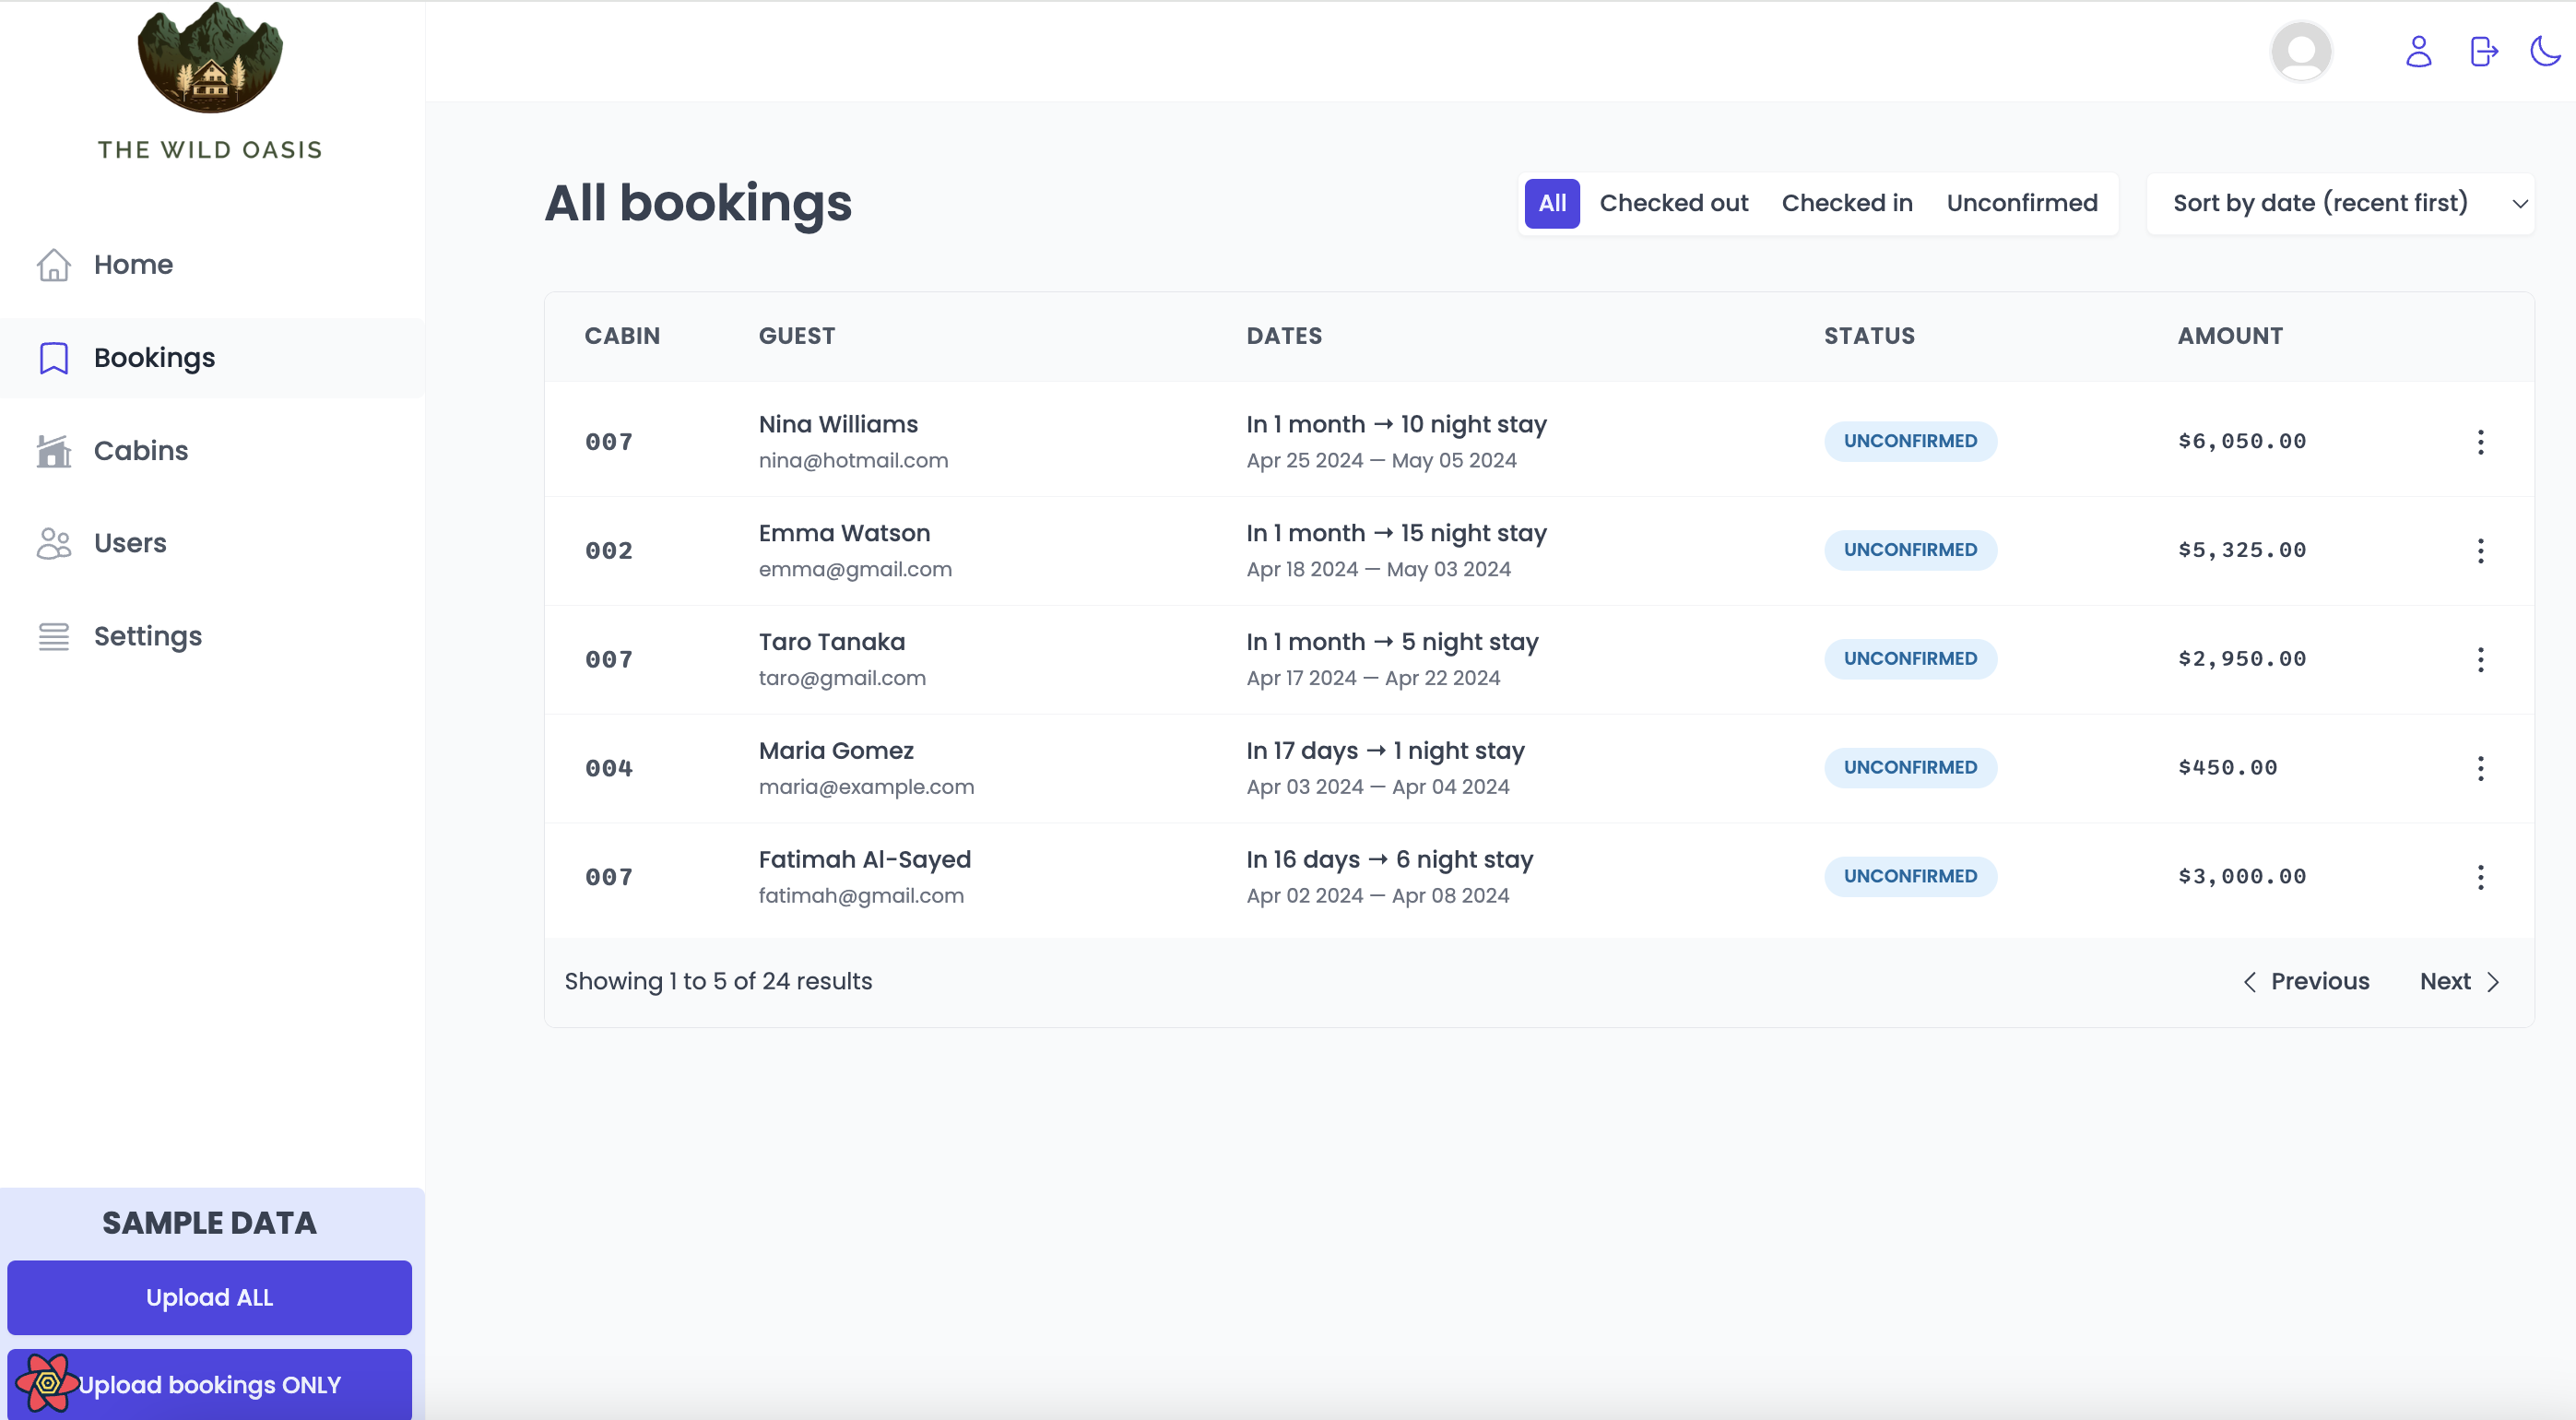 THE WILD OASIS
Home
Bookings
Cabins
Users
Settings
SAMPLE DATA
Upload ALL
Upload bookings ONLY
All bookings
All Checked out Checked in Unconfirmed
Sort by date (recent first)
CABIN GUEST DATES STATUS AMOUNT
007 Nina Williams In 1 month → 10 night stay UNCONFIRMED $6,050.00
nina@hotmail.com Apr 25 2024 — May 05 2024
002 Emma Watson In 1 month → 15 night stay UNCONFIRMED $5,325.00
emma@gmail.com Apr 18 2024 — May 03 2024
007 Taro Tanaka In 1 month → 5 night stay UNCONFIRMED $2,950.00
taro@gmail.com Apr 17 2024 — Apr 22 2024
004 Maria Gomez In 17 days → 1 night stay UNCONFIRMED $450.00
maria@example.com Apr 03 2024 — Apr 04 2024
007 Fatimah Al-Sayed In 16 days → 6 night stay UNCONFIRMED $3,000.00
fatimah@gmail.com Apr 02 2024 — Apr 08 2024
Showing 1 to 5 of 24 results
Previous Next